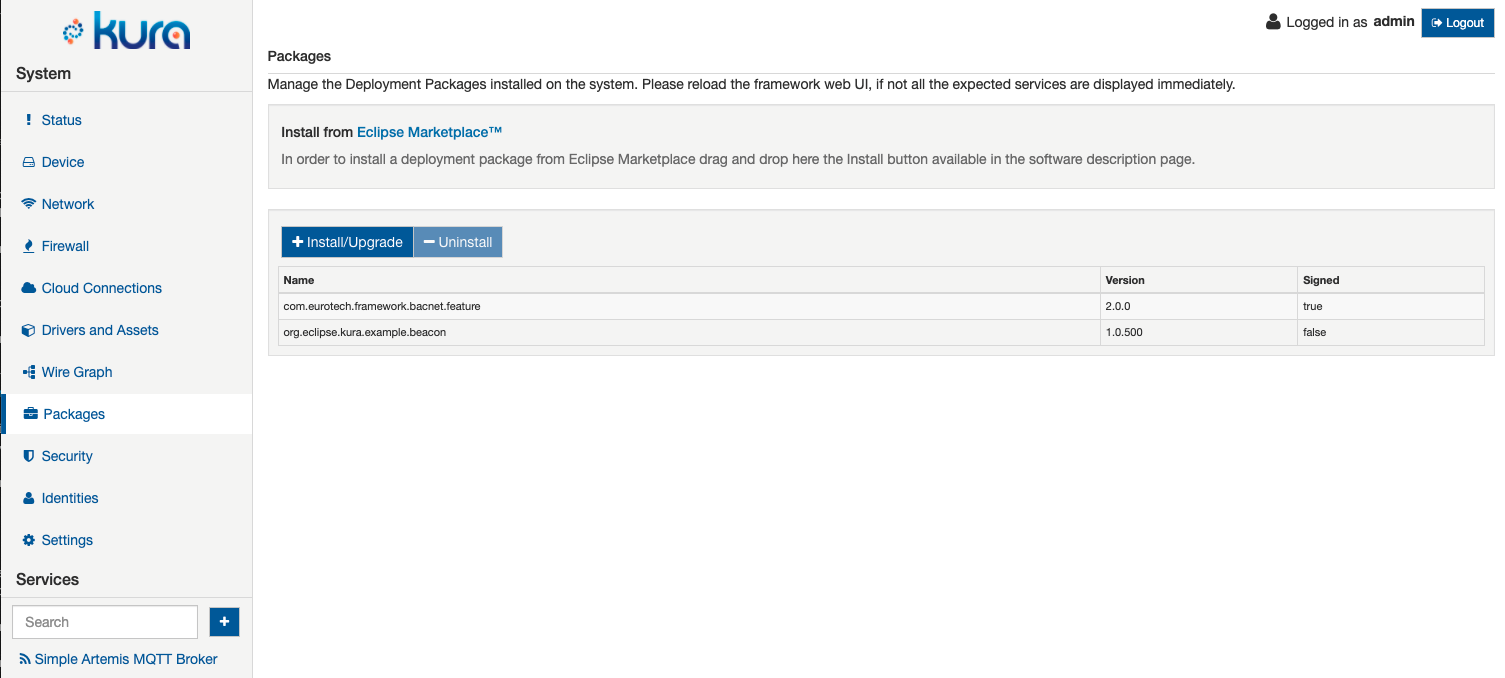 kura
System
Status
Device
Network
Firewall
Cloud Connections
Drivers and Assets
Wire Graph
Packages
Security
Identities
Settings
Services
Search
Simple Artemis MQTT Broker
Logged in as admin Logout
Packages
Manage the Deployment Packages installed on the system. Please reload the framework web UI, if not all the expected services are displayed immediately.
Install from Eclipse Marketplace™
In order to install a deployment package from Eclipse Marketplace drag and drop here the Install button available in the software description page.
Install/Upgrade Uninstall
Name Version Signed
com.eurotech.framework.bacnet.feature 2.0.0 true
org.eclipse.kura.example.beacon 1.0.500 false